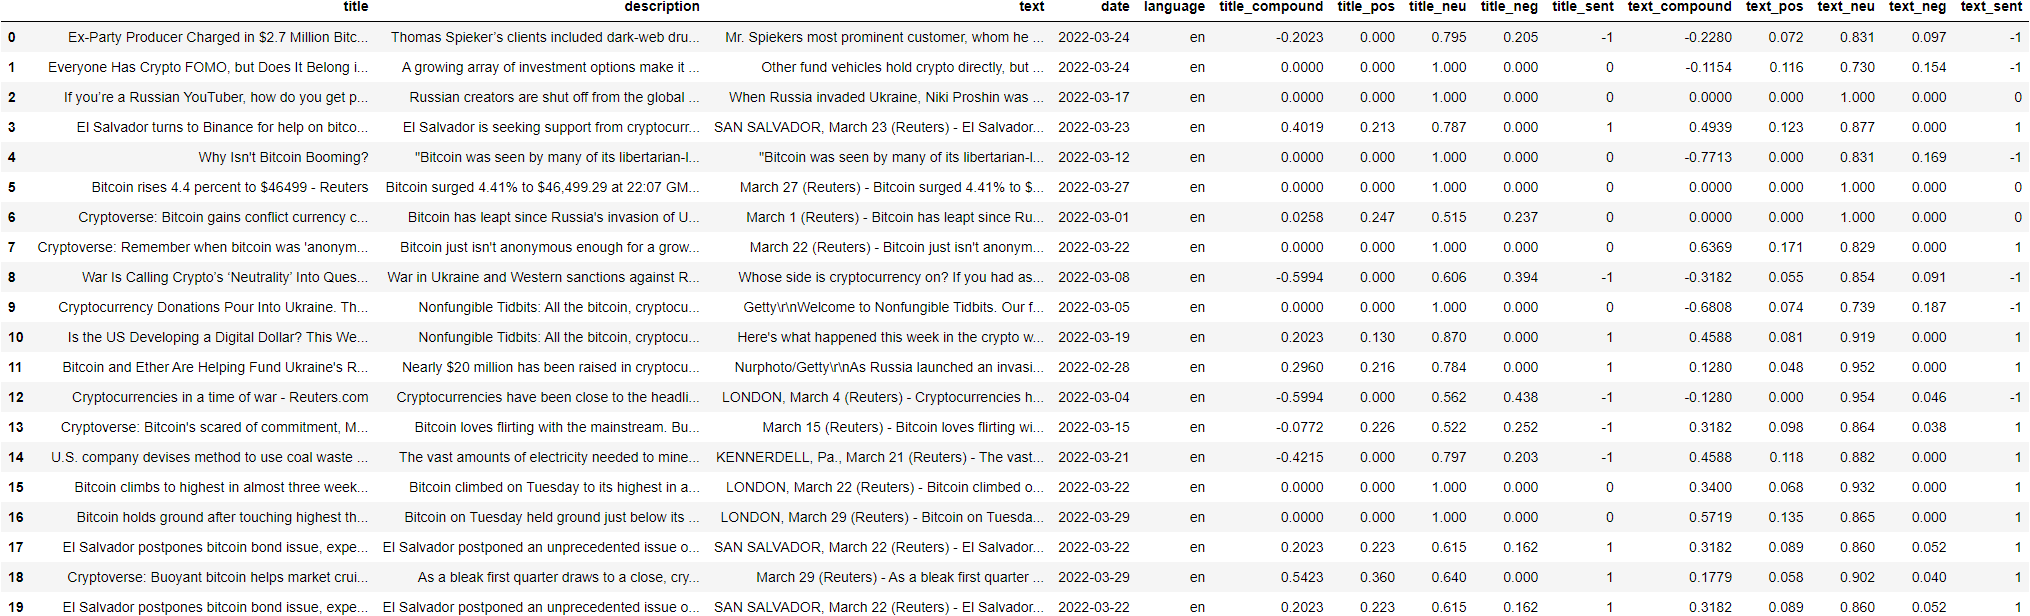 title description text date language title_compound title_pos title_neu title_neg title_sent text_compound text_pos text_neu text_neg text_sent
0 Ex-Party Producer Charged in $2.7 Million Bitc... Thomas Spieker’s clients included dark-web dru... Mr. Spiekers most prominent customer, whom he ... 2022-03-24 en -0.2023 0.000 0.795 0.205 -1 -0.2280 0.072 0.831 0.097 -1
1 Everyone Has Crypto FOMO, but Does It Belong i... A growing array of investment options make it ... Other fund vehicles hold crypto directly, but ... 2022-03-24 en 0.0000 0.000 1.000 0.000 0 -0.1154 0.116 0.730 0.154 -1
2 If you’re a Russian YouTuber, how do you get p... Russian creators are shut off from the global ... When Russia invaded Ukraine, Niki Proshin was ... 2022-03-17 en 0.0000 0.000 1.000 0.000 0 0.0000 0.000 1.000 0.000 0
3 El Salvador turns to Binance for help on bitco... El Salvador is seeking support from cryptocurr... SAN SALVADOR, March 23 (Reuters) - El Salvador... 2022-03-23 en 0.4019 0.213 0.787 0.000 1 0.4939 0.123 0.877 0.000 1
4 Why Isn't Bitcoin Booming? "Bitcoin was seen by many of its libertarian-l... "Bitcoin was seen by many of its libertarian-l... 2022-03-12 en 0.0000 0.000 1.000 0.000 0 -0.7713 0.000 0.831 0.169 -1
5 Bitcoin rises 4.4 percent to $46499 - Reuters Bitcoin surged 4.41% to $46,499.29 at 22:07 GM... March 27 (Reuters) - Bitcoin surged 4.41% to $... 2022-03-27 en 0.0000 0.000 1.000 0.000 0 0.0000 0.000 1.000 0.000 0
6 Cryptoverse: Bitcoin gains conflict currency c... Bitcoin has leapt since Russia's invasion of U... March 1 (Reuters) - Bitcoin has leapt since Ru... 2022-03-01 en 0.0258 0.247 0.515 0.237 0 0.0000 0.000 1.000 0.000 0
7 Cryptoverse: Remember when bitcoin was 'anonym... Bitcoin just isn't anonymous enough for a grow... March 22 (Reuters) - Bitcoin just isn't anonym... 2022-03-22 en 0.0000 0.000 1.000 0.000 0 0.6369 0.171 0.829 0.000 1
8 War Is Calling Crypto’s ‘Neutrality’ Into Ques... War in Ukraine and Western sanctions against R... Whose side is cryptocurrency on? If you had as... 2022-03-08 en -0.5994 0.000 0.606 0.394 -1 -0.3182 0.055 0.854 0.091 -1
9 Cryptocurrency Donations Pour Into Ukraine. Th... Nonfungible Tidbits: All the bitcoin, cryptocu... Getty\r\nWelcome to Nonfungible Tidbits. Our f... 2022-03-05 en 0.0000 0.000 1.000 0.000 0 -0.6808 0.074 0.739 0.187 -1
10 Is the US Developing a Digital Dollar? This We... Nonfungible Tidbits: All the bitcoin, cryptocu... Here's what happened this week in the crypto w... 2022-03-19 en 0.2023 0.130 0.870 0.000 1 0.4588 0.081 0.919 0.000 1
11 Bitcoin and Ether Are Helping Fund Ukraine's R... Nearly $20 million has been raised in cryptocu... Nurphoto/Getty\r\nAs Russia launched an invasi... 2022-02-28 en 0.2960 0.216 0.784 0.000 1 0.1280 0.048 0.952 0.000 1
12 Cryptocurrencies in a time of war - Reuters.com Cryptocurrencies have been close to the headli... LONDON, March 4 (Reuters) - Cryptocurrencies h... 2022-03-04 en -0.5994 0.000 0.562 0.438 -1 -0.1280 0.000 0.954 0.046 -1
13 Cryptoverse: Bitcoin's scared of commitment, M... Bitcoin loves flirting with the mainstream. Bu... March 15 (Reuters) - Bitcoin loves flirting wi... 2022-03-15 en -0.0772 0.226 0.522 0.252 -1 0.3182 0.098 0.864 0.038 1
14 U.S. company devises method to use coal waste ... The vast amounts of electricity needed to mine... KENNERDELL, Pa., March 21 (Reuters) - The vast... 2022-03-21 en -0.4215 0.000 0.797 0.203 -1 0.4588 0.118 0.882 0.000 1
15 Bitcoin climbs to highest in almost three week... Bitcoin climbed on Tuesday to its highest in a... LONDON, March 22 (Reuters) - Bitcoin climbed o... 2022-03-22 en 0.0000 0.000 1.000 0.000 0 0.3400 0.068 0.932 0.000 1
16 Bitcoin holds ground after touching highest th... Bitcoin on Tuesday held ground just below its ... LONDON, March 29 (Reuters) - Bitcoin on Tuesda... 2022-03-29 en 0.0000 0.000 1.000 0.000 0 0.5719 0.135 0.865 0.000 1
17 El Salvador postpones bitcoin bond issue, expe... El Salvador postponed an unprecedented issue o... SAN SALVADOR, March 22 (Reuters) - El Salvador... 2022-03-22 en 0.2023 0.223 0.615 0.162 1 0.3182 0.089 0.860 0.052 1
18 Cryptoverse: Buoyant bitcoin helps market crui... As a bleak first quarter draws to a close, cry... March 29 (Reuters) - As a bleak first quarter ... 2022-03-29 en 0.5423 0.360 0.640 0.000 1 0.1779 0.058 0.902 0.040 1
19 El Salvador postpones bitcoin bond issue, expe... El Salvador postponed an unprecedented issue o... SAN SALVADOR, March 22 (Reuters) - El Salvador... 2022-03-22 en 0.2023 0.223 0.615 0.162 1 0.3182 0.089 0.860 0.052 1